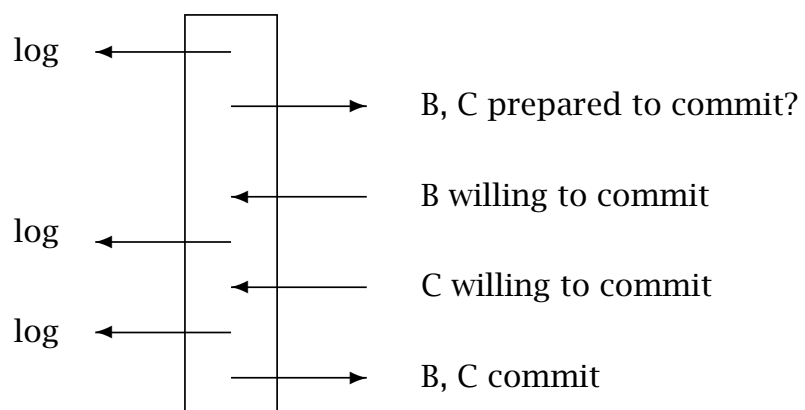 log
B, C prepared to commit?
B willing to commit
log
C willing to commit
log
B, C commit